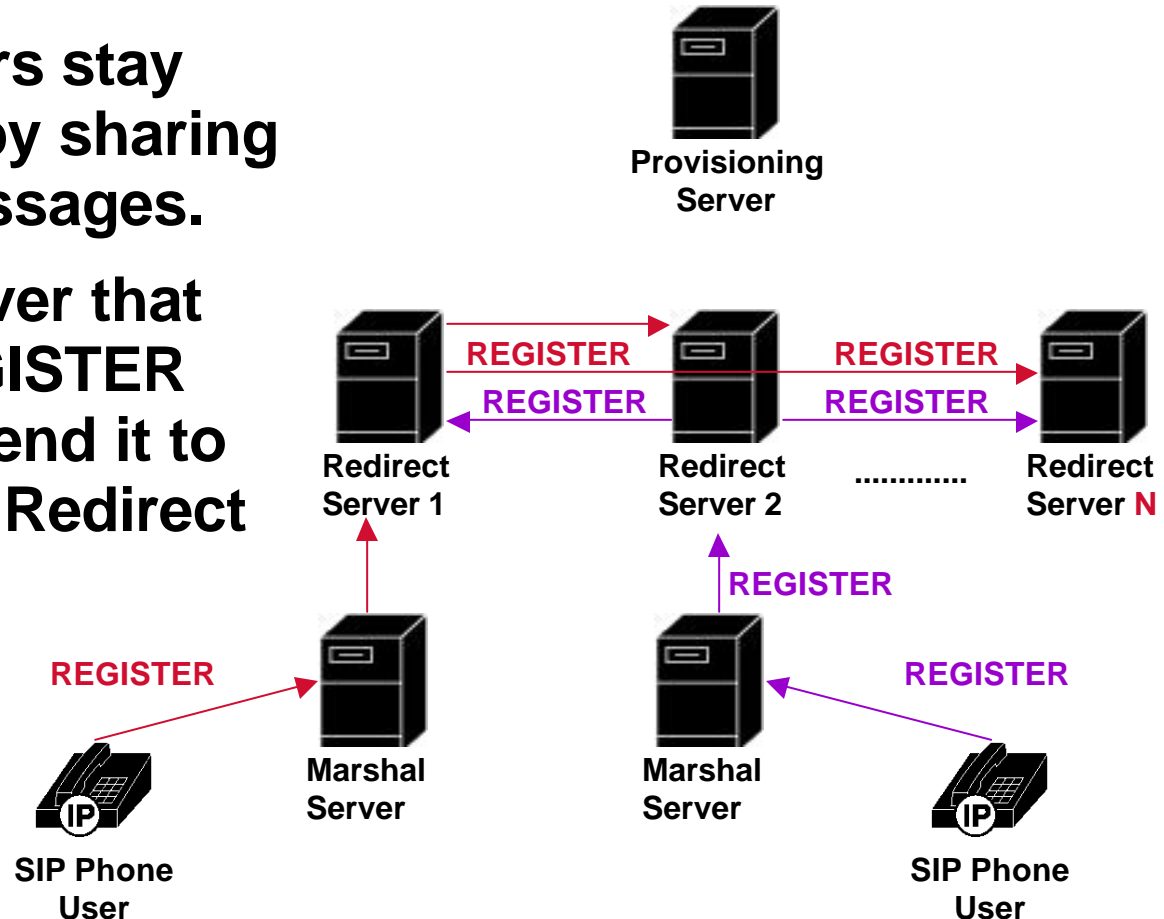 rs stay
by sharing
ssages.
ver that
GISTER
end it to
Redirect
Provisioning
Server
REGISTER
REGISTER
REGISTER
REGISTER
Redirect
Server 1
Redirect
Server 2
.............
Redirect
Server N
REGISTER
REGISTER
REGISTER
Marshal
Server
Marshal
Server
IP
IP
SIP Phone
User
SIP Phone
User